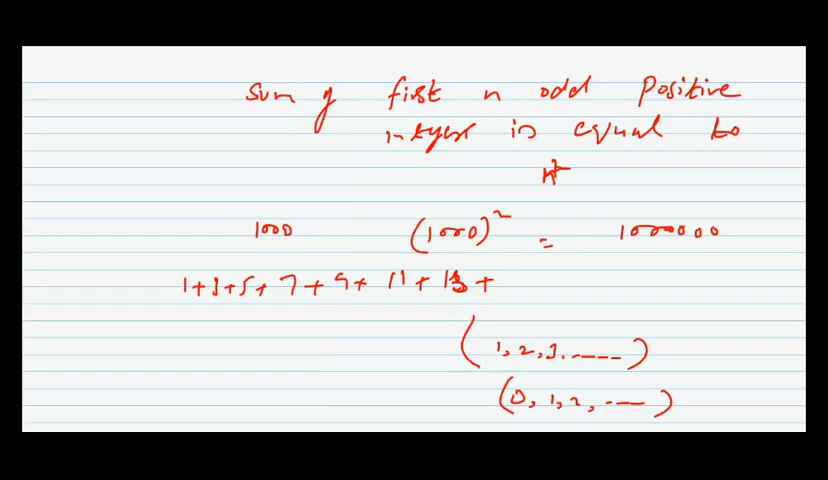 sum of first n odd positive
integers is equal to
n²
1000 (1000)² = 1000000
1+3+5+7+9+11+13+
(1, 2, 3, -----)
(0, 1, 2, -----)